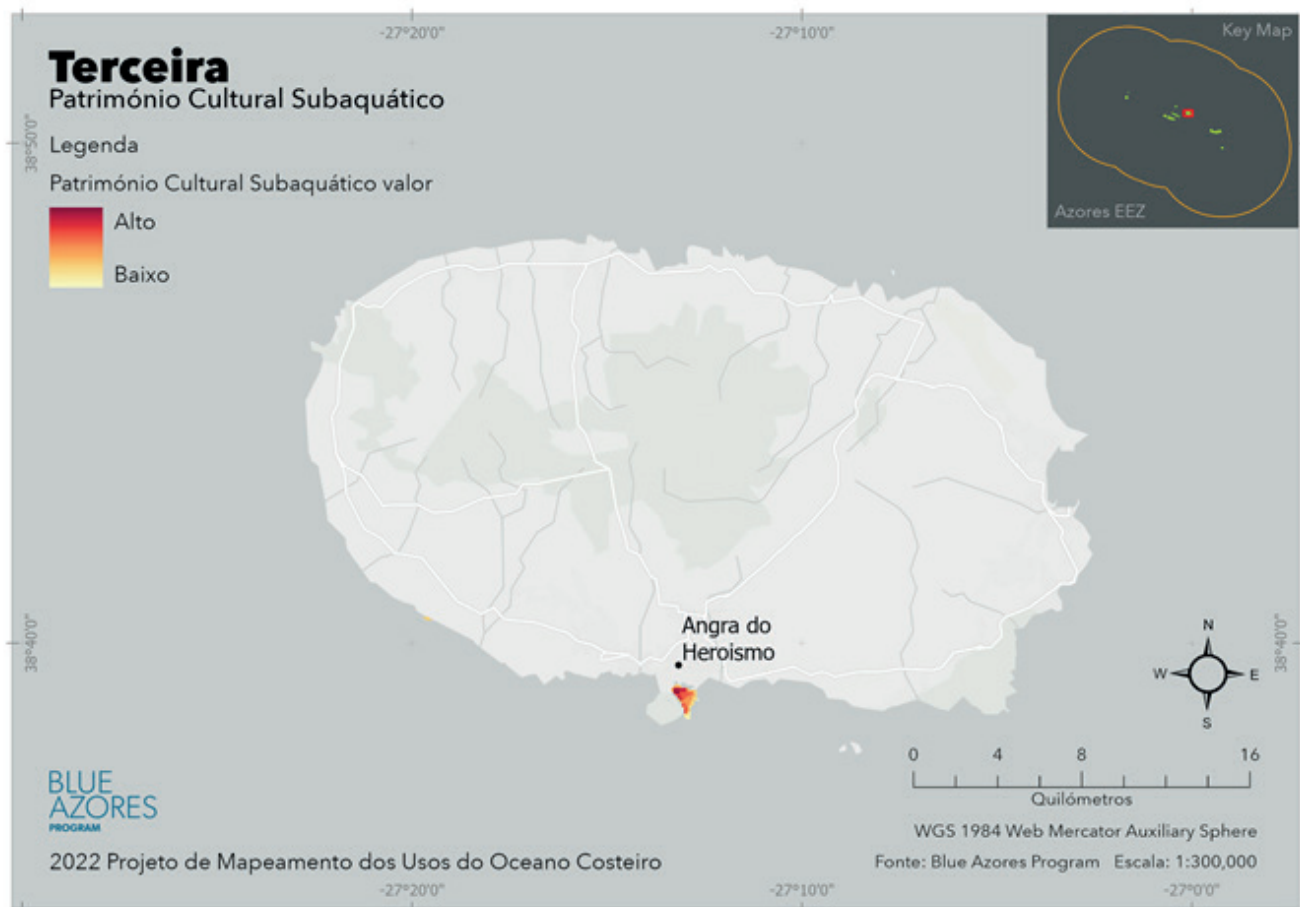 -27°20'0"
-27°10'0"
Terceira
Património Cultural Subaquático
Legenda
Património Cultural Subaquático valor
Alto
Baixo
Key Map
Azores EEZ
38°50'0"
38°40'0"
38°40'0"
Angra do
Heroismo
N
W
E
S
0 4 8 16
Quilómetros
WGS 1984 Web Mercator Auxiliary Sphere
Fonte: Blue Azores Program Escala: 1:300,000
BLUE
AZORES
PROGRAM
2022 Projeto de Mapeamento dos Usos do Oceano Costeiro
-27°20'0"
-27°10'0"
-27°0'0"